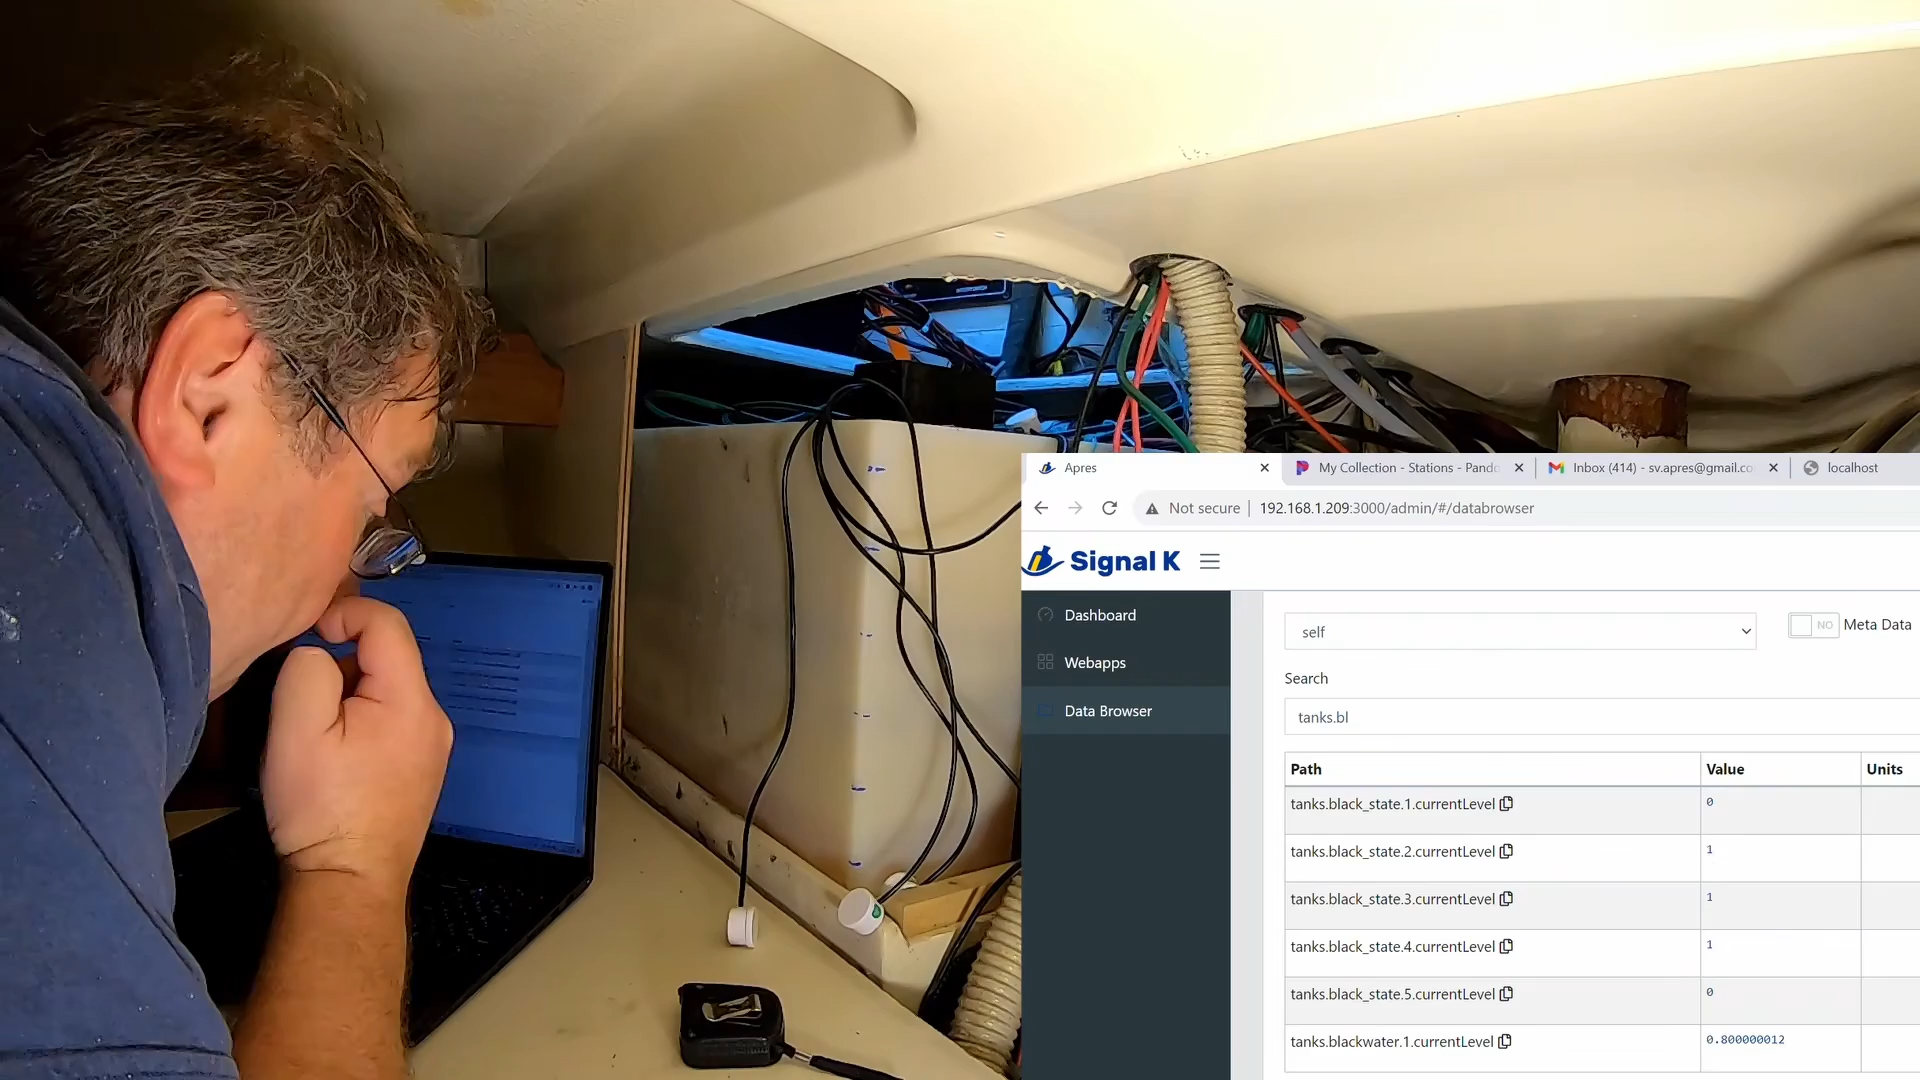 Apres
My Collection - Stations - Pando
Inbox (414) - sv.apres@gmail.co
localhost
Not secure | 192.168.1.209:3000/admin/#/databrowser
Signal K
Dashboard
Webapps
Data Browser
self
NO
Meta Data
Search
tanks.bl
Path Value Units
tanks.black_state.1.currentLevel 0
tanks.black_state.2.currentLevel 1
tanks.black_state.3.currentLevel 1
tanks.black_state.4.currentLevel 1
tanks.black_state.5.currentLevel 0
tanks.blackwater.1.currentLevel 0.800000012